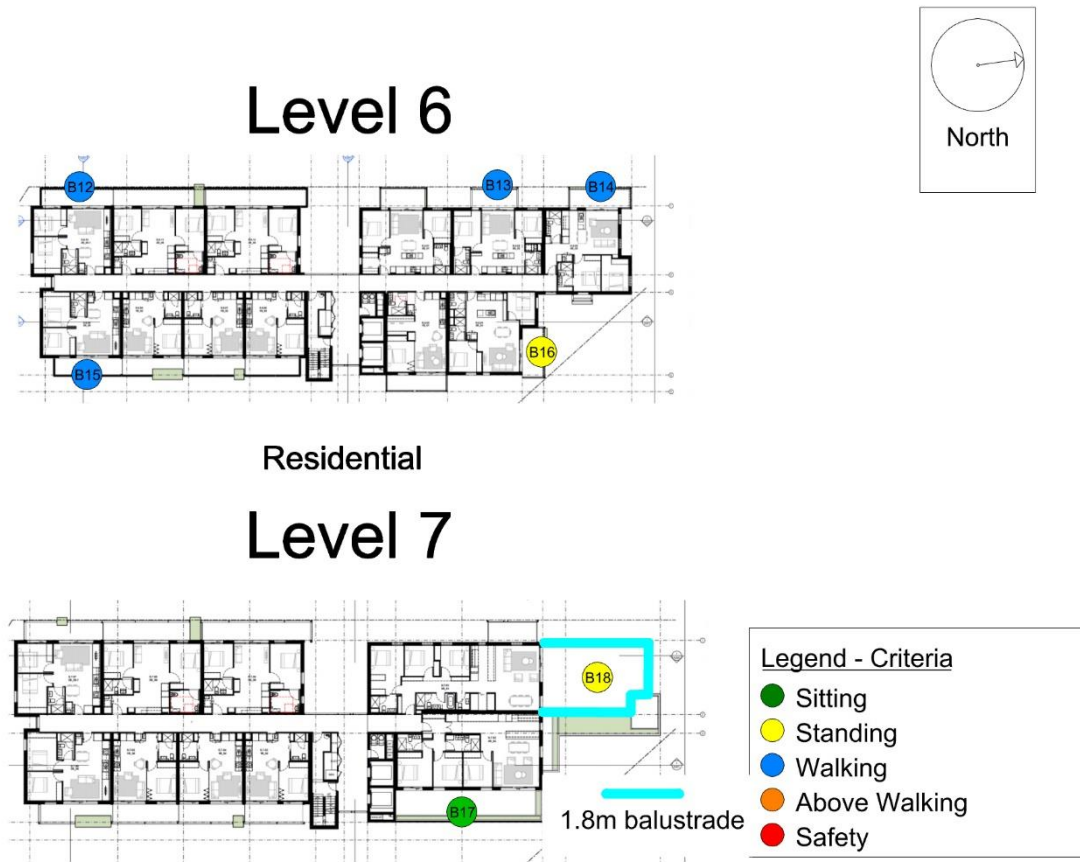 North
Level 6
B12
B13
B14
B16
B15
Residential
Level 7
B18
B17
1.8m balustrade
Legend - Criteria
Sitting
Standing
Walking
Above Walking
Safety